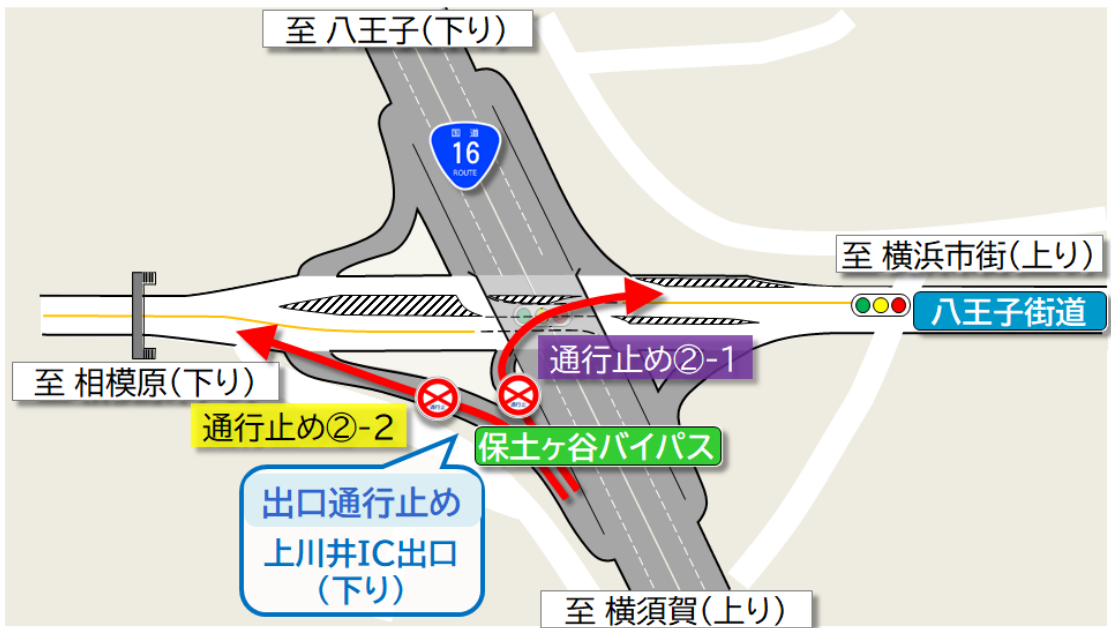 至 八王子(下り)
国道
16
ROUTE
至 横浜市街(上り)
八王子街道
通行止め②-1
至 相模原(下り)
通行止め②-2
保土ヶ谷バイパス
出口通行止め
上川井IC出口
(下り)
至 横須賀(上り)